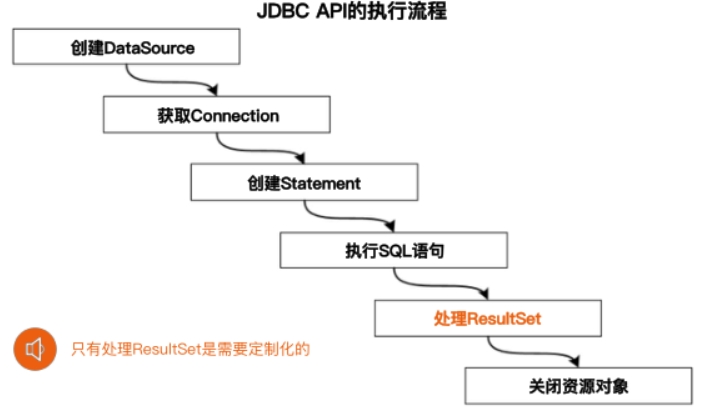 JDBC API的执行流程
创建DataSource
获取Connection
创建Statement
执行SQL语句
处理ResultSet
只有处理ResultSet是需要定制化的
关闭资源对象